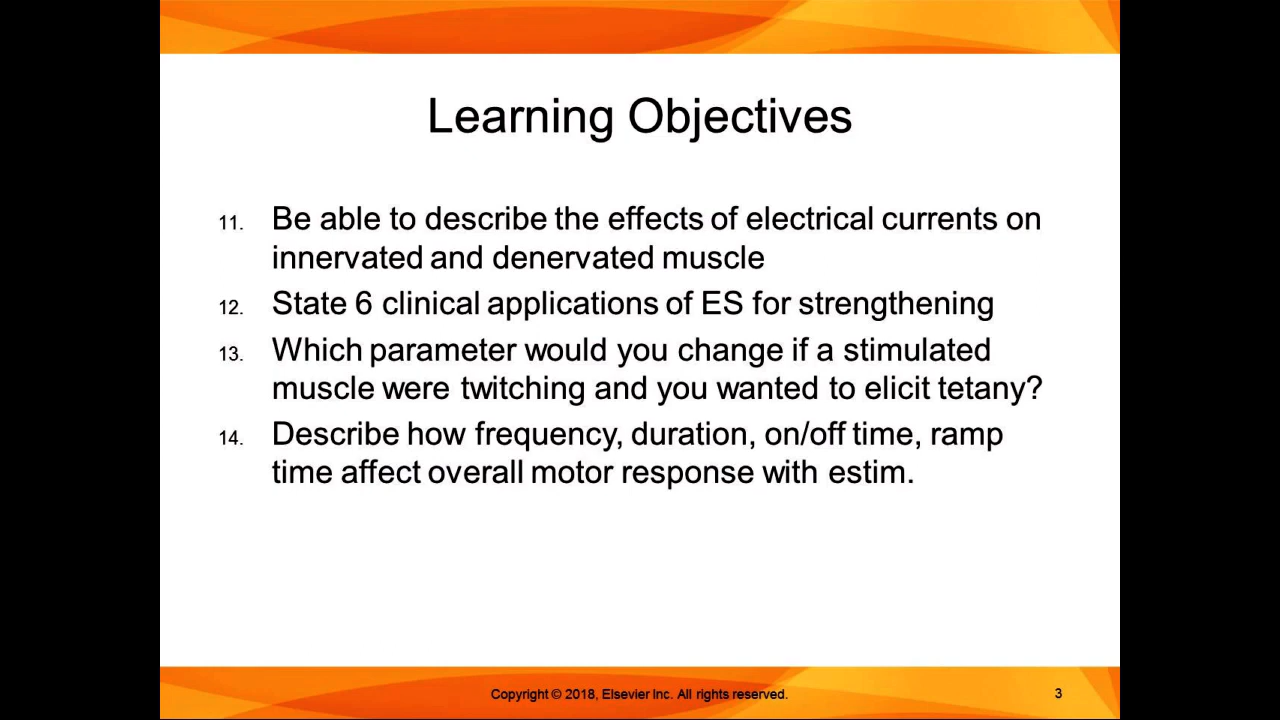 Learning Objectives
11. Be able to describe the effects of electrical currents on
innervated and denervated muscle
12. State 6 clinical applications of ES for strengthening
13. Which parameter would you change if a stimulated
muscle were twitching and you wanted to elicit tetany?
14. Describe how frequency, duration, on/off time, ramp
time affect overall motor response with estim.
Copyright © 2018, Elsevier Inc. All rights reserved.
3